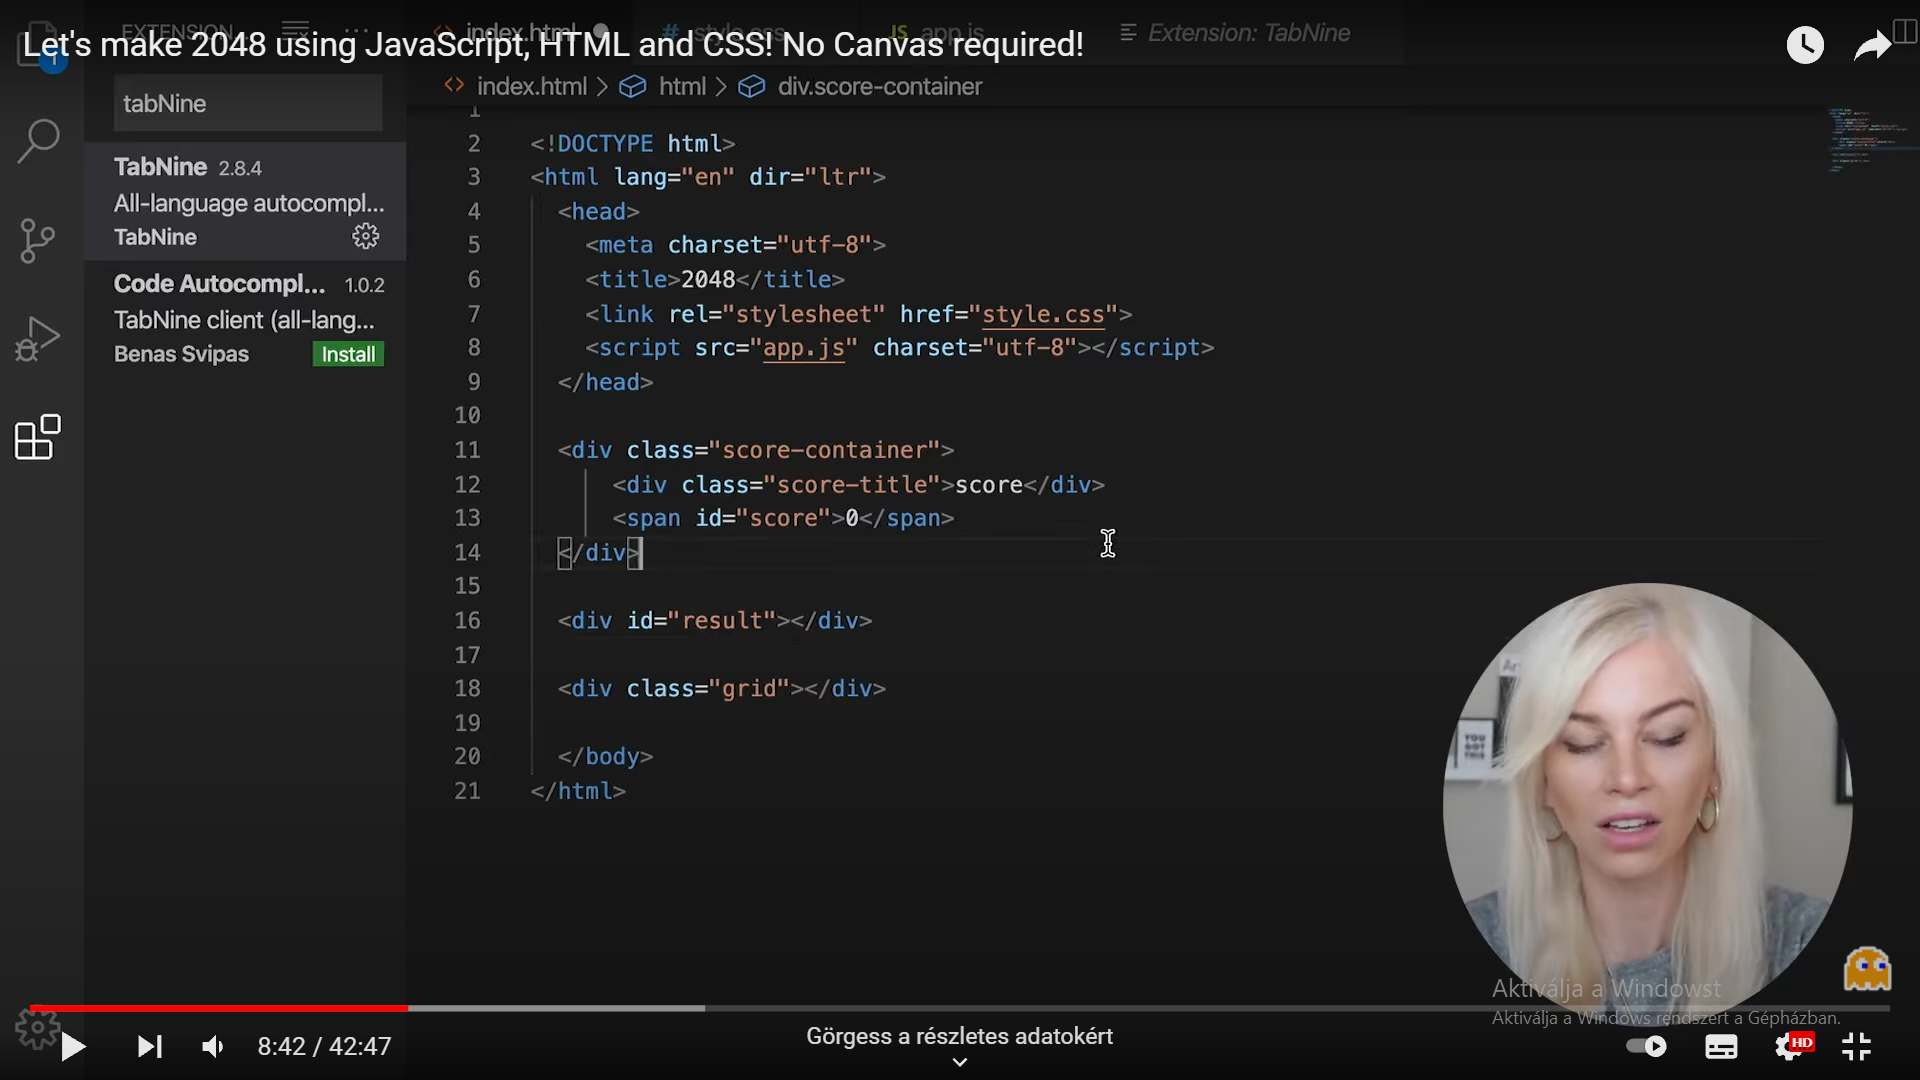 Let's make 2048 using JavaScript, HTML and CSS! No Canvas required!
EXTENSION
index.html
# style.css
JS app.js
Extension: TabNine
1
tabNine
index.html > html > div.score-container
TabNine 2.8.4
All-language autocompl...
TabNine
Code Autocompl... 1.0.2
TabNine client (all-lang...
Benas Svipas Install
1
2 <!DOCTYPE html>
3 <html lang="en" dir="ltr">
4 <head>
5 <meta charset="utf-8">
6 <title>2048</title>
7 <link rel="stylesheet" href="style.css">
8 <script src="app.js" charset="utf-8"></script>
9 </head>
10
11 <div class="score-container">
12 <div class="score-title">score</div>
13 <span id="score">0</span>
14 </div>
15
16 <div id="result"></div>
17
18 <div class="grid"></div>
19
20 </body>
21 </html>
YOU
GOT
THIS
Aktiválja a Windowst
Aktiválja a Windows rendszert a Gépházban.
8:42 / 42:47
Görgess a részletes adatokért
HD